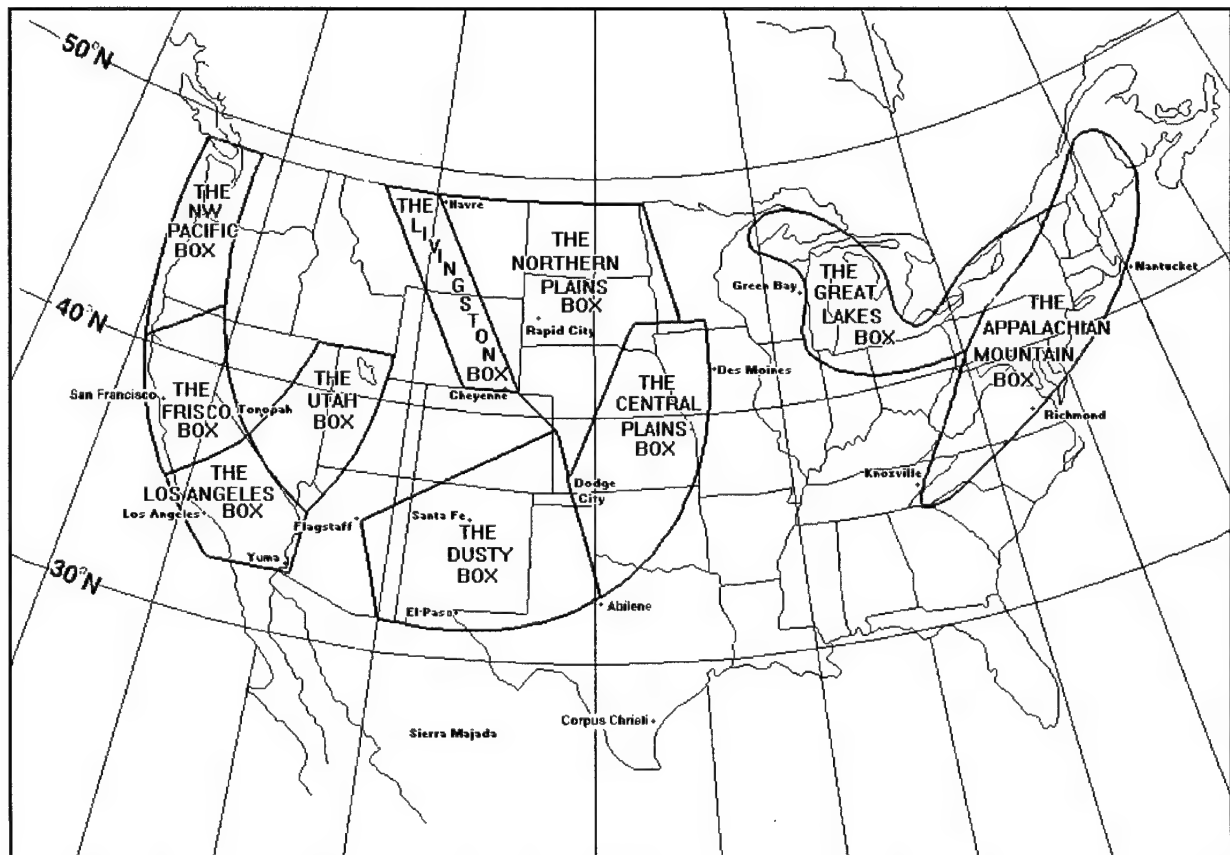 50°N
40°N
30°N
THE
NW
PACIFIC
BOX
THE
LIVINGSTON
BOX
Havre
THE
NORTHERN
PLAINS
BOX
Rapid City
Green Bay
THE
GREAT
LAKES
BOX
Nantucket
THE
APPALACHIAN
MOUNTAIN
BOX
San Francisco
THE
FRISCO
BOX
Tonopah
THE
UTAH
BOX
Cheyenne
THE
CENTRAL
PLAINS
BOX
Des Moines
Richmond
THE
LOS ANGELES
BOX
Los Angeles
Flagstaff
Santa Fe
Dodge
City
Knoxville
THE
DUSTY
BOX
Yuma
El-Paso
Abilene
Corpus Chrisli
Sierra Majada